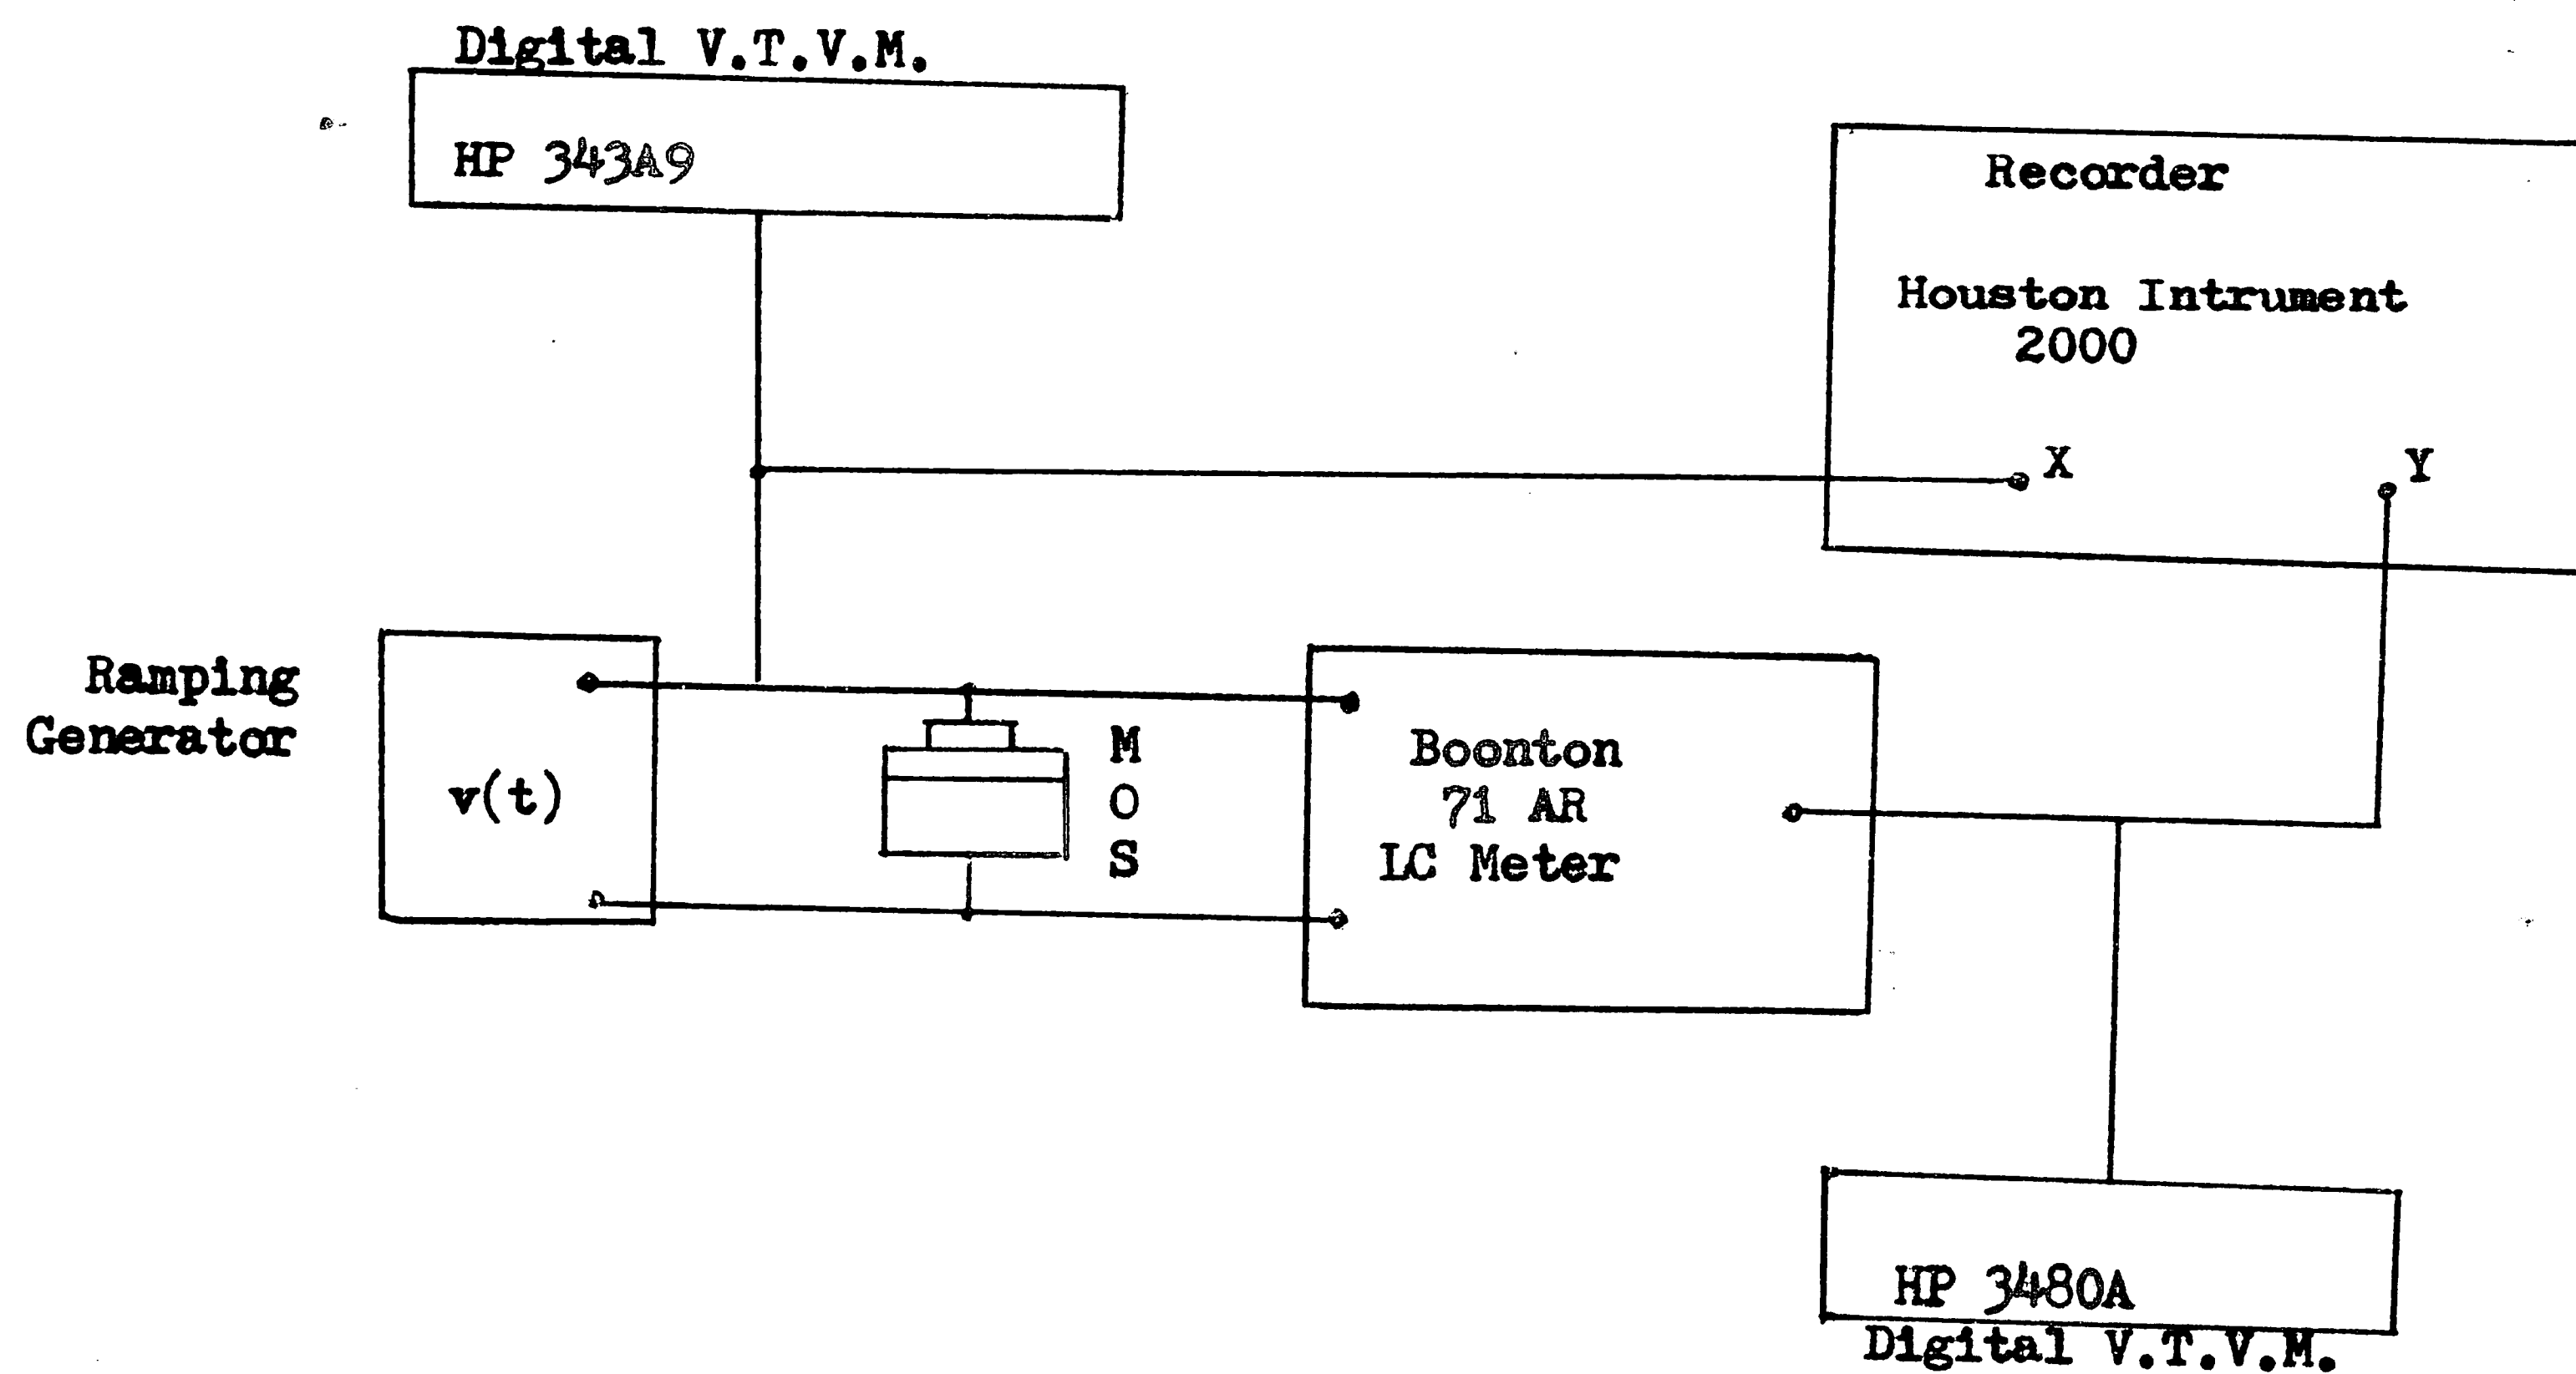 Digital V.T.V.M.
HP 343A9
Recorder
Houston Intrument
2000
X
Y
Ramping
Generator
v(t)
M
O
S
Boonton
71 AR
LC Meter
HP 3480A
Digital V.T.V.M.